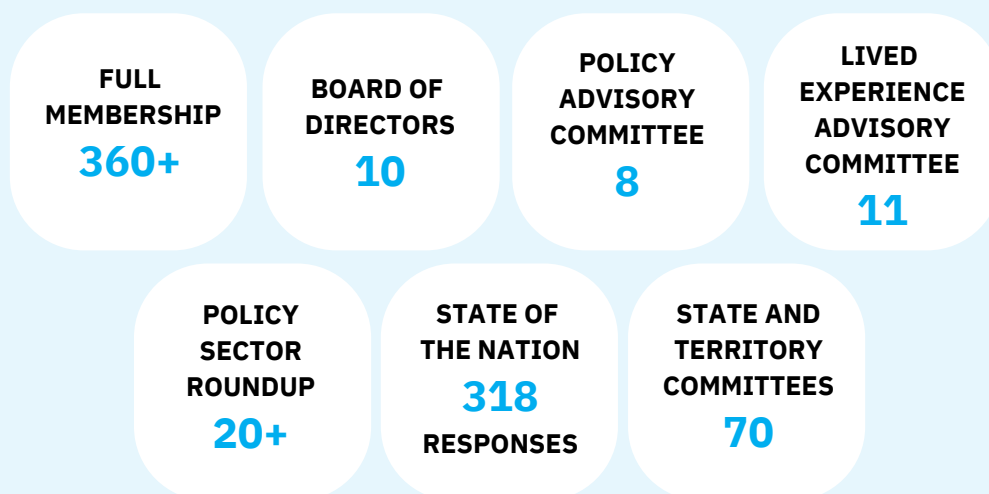 FULL
MEMBERSHIP
360+
BOARD OF
DIRECTORS
10
POLICY
ADVISORY
COMMITTEE
8
LIVED
EXPERIENCE
ADVISORY
COMMITTEE
11
POLICY
SECTOR
ROUNDUP
20+
STATE OF
THE NATION
318
RESPONSES
STATE AND
TERRITORY
COMMITTEES
70